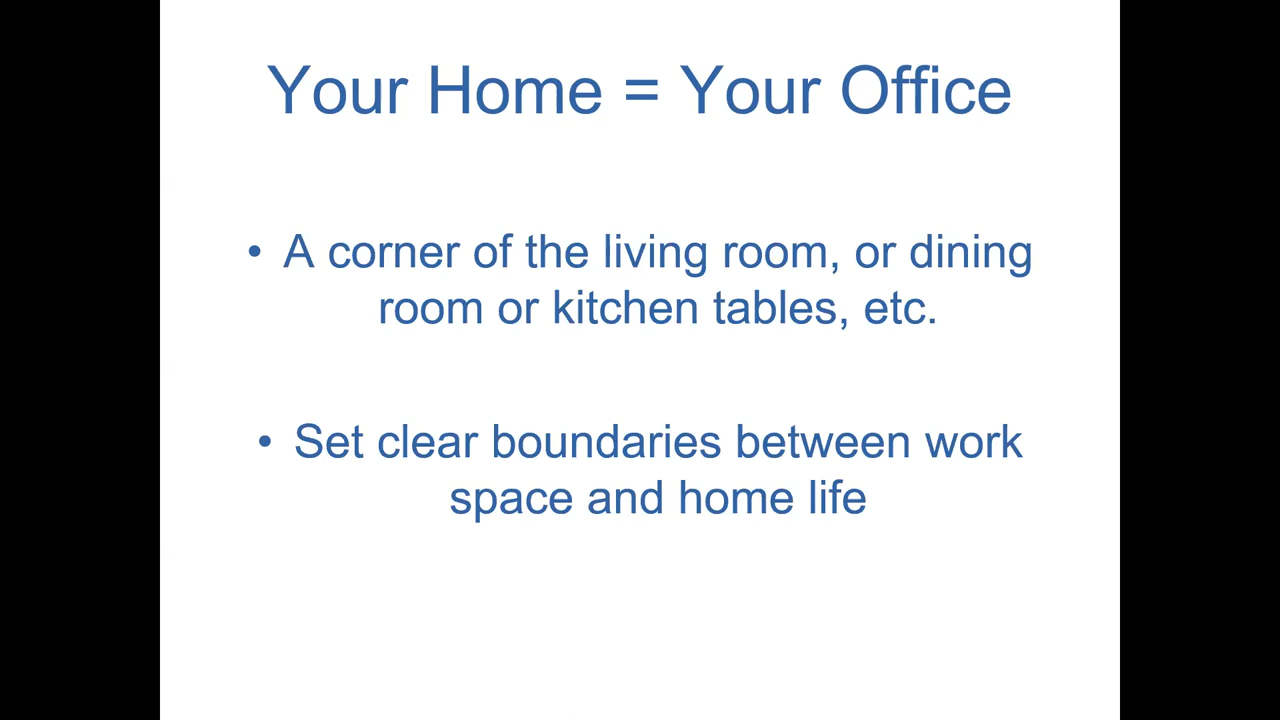 Your Home = Your Office
• A corner of the living room, or dining
room or kitchen tables, etc.
• Set clear boundaries between work
space and home life